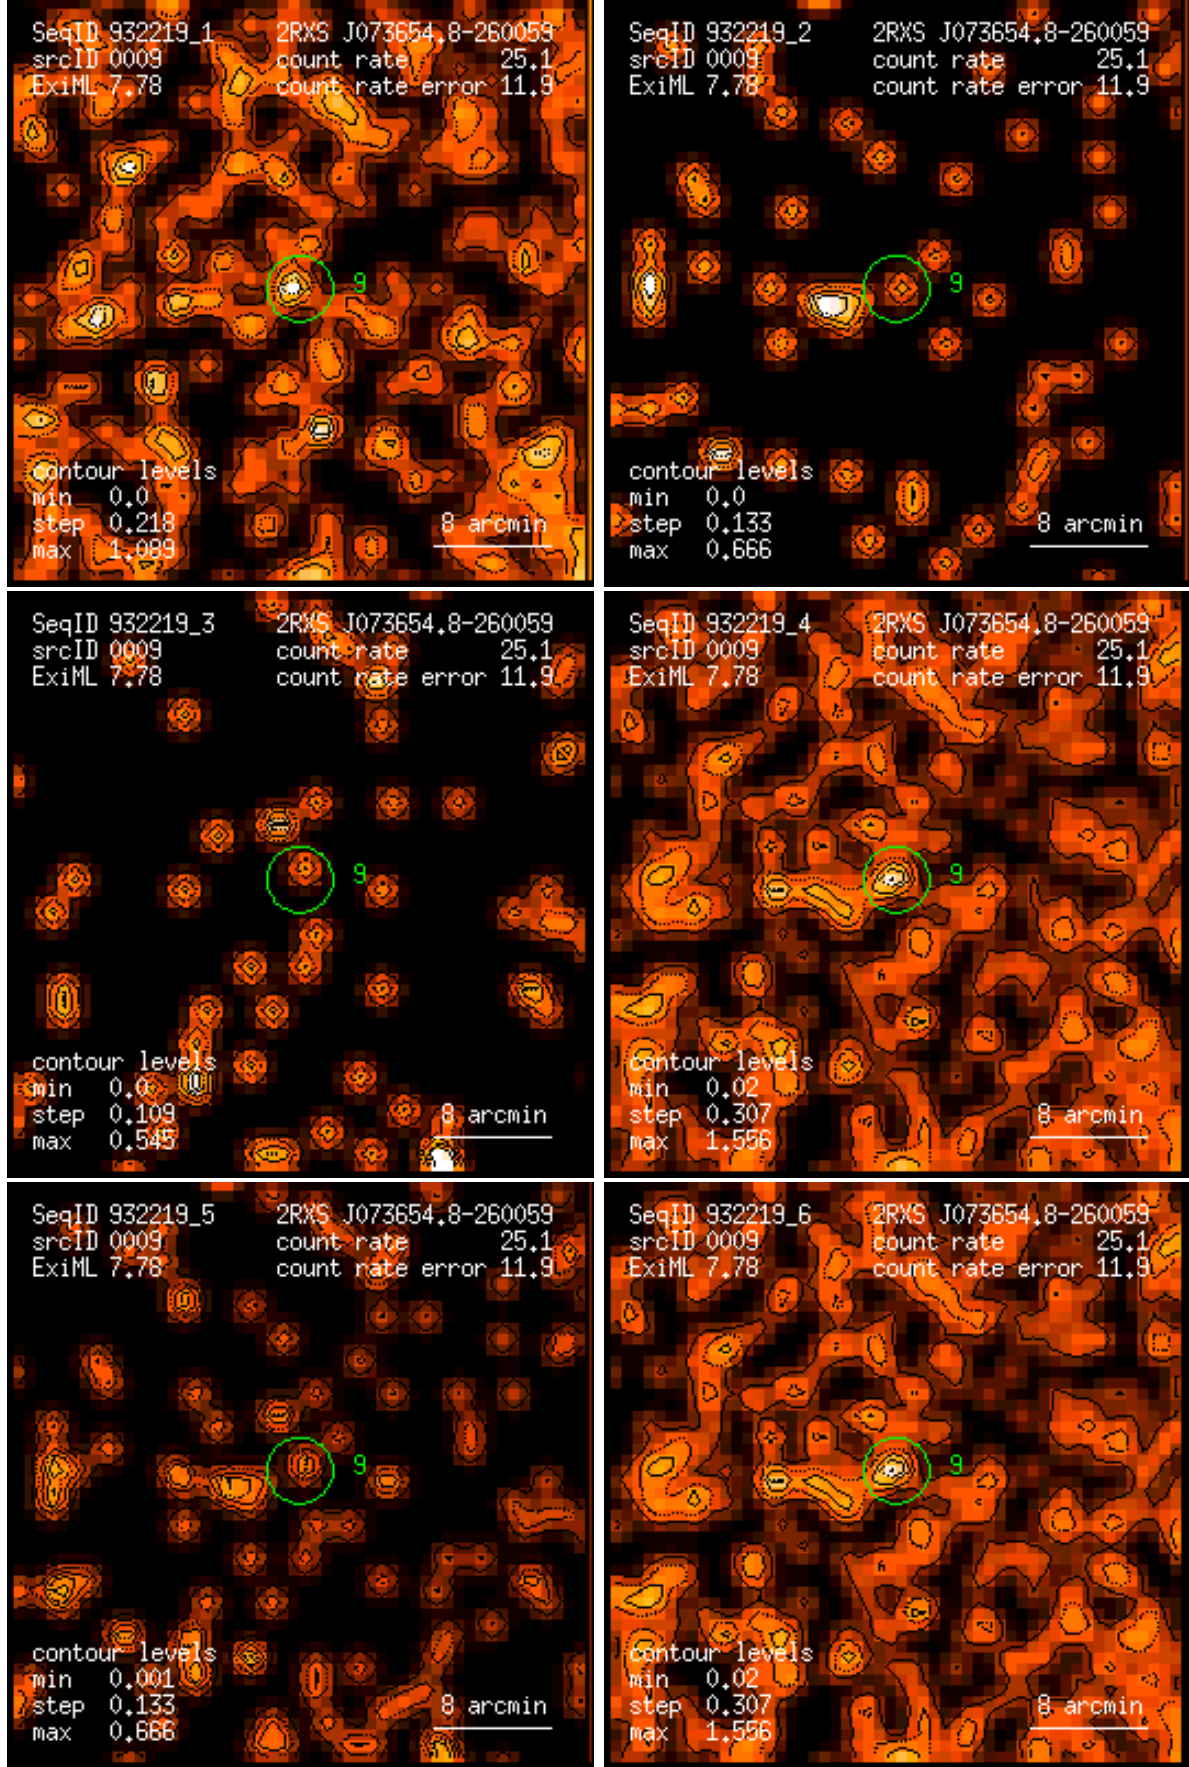 SeqID 932219_1 2RXS J073654.8-260059
srcID 0009 count rate 25.1
ExiML 7.78 count rate error 11.9
9
contour levels
min 0.0
step 0.218 8 arcmin
max 1.089
SeqID 932219_2 2RXS J073654.8-260059
srcID 0009 count rate 25.1
ExiML 7.78 count rate error 11.9
9
contour levels
min 0.0
step 0.133 8 arcmin
max 0.666
SeqID 932219_3 2RXS J073654.8-260059
srcID 0009 count rate 25.1
ExiML 7.78 count rate error 11.9
9
contour levels
min 0.0
step 0.109 8 arcmin
max 0.545
SeqID 932219_4 2RXS J073654.8-260059
srcID 0009 count rate 25.1
ExiML 7.78 count rate error 11.9
9
contour levels
min 0.02
step 0.307 8 arcmin
max 1.556
SeqID 932219_5 2RXS J073654.8-260059
srcID 0009 count rate 25.1
ExiML 7.78 count rate error 11.9
9
contour levels
min 0.001
step 0.133 8 arcmin
max 0.666
SeqID 932219_6 2RXS J073654.8-260059
srcID 0009 count rate 25.1
ExiML 7.78 count rate error 11.9
9
contour levels
min 0.02
step 0.307 8 arcmin
max 1.556